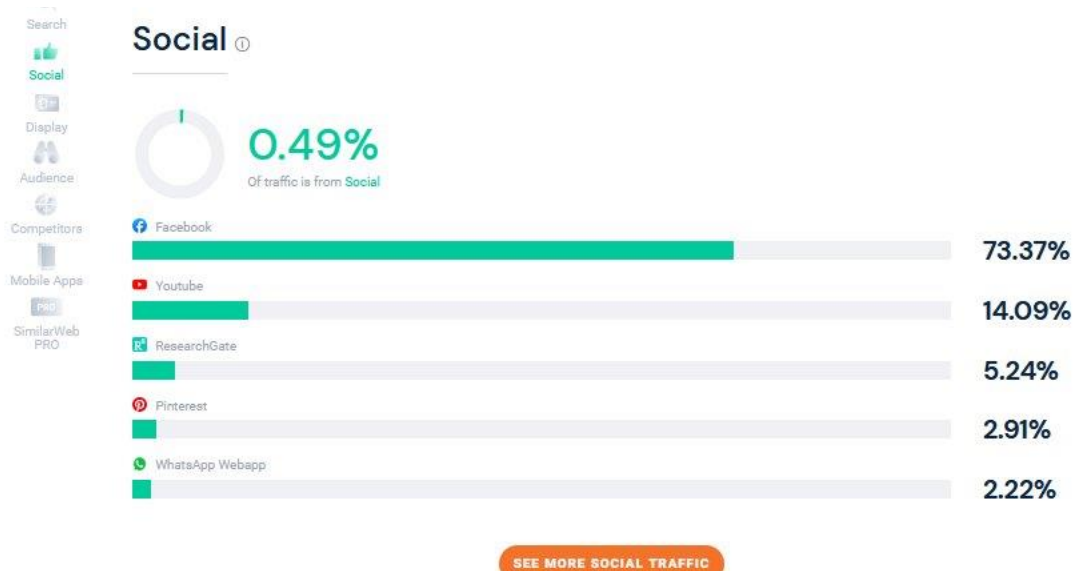 Search
Social
Display
Audience
Competitors
Mobile Apps
PRO
SimilarWeb
PRO
Social
0.49%
Of traffic is from Social
Facebook
73.37%
Youtube
14.09%
ResearchGate
5.24%
Pinterest
2.91%
WhatsApp Webapp
2.22%
SEE MORE SOCIAL TRAFFIC